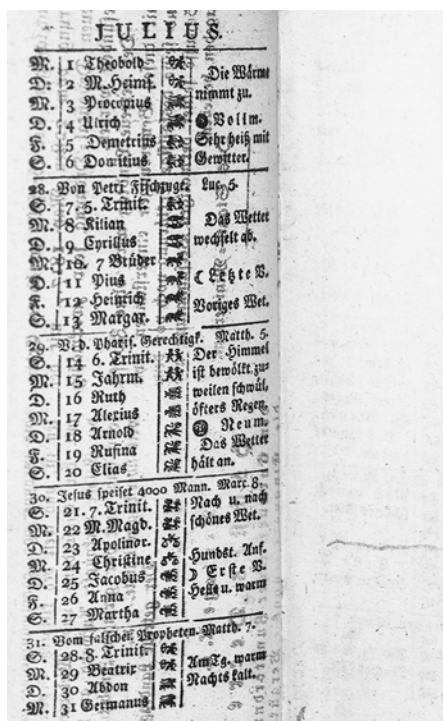 JULIUS.
M. 1 Theobold
D. 2 M. Heims. Die Wärme
M. 3 Procopius nimmt zu.
D. 4 Ulrich Vollm.
F. 5 Demetrius Sehr heiß mit
S. 6 Domitius Gewitter.
28. Von Petri Fischzuge. Luc. 5.
S. 7 5. Trinit.
M. 8 Kilian Das Wetter
D. 9 Cyrillus wechselt ab.
M. 10. 7 Brüder
D. 11 Pius ☾ Letzte V.
F. 12 Heinrich
S. 13 Margar. Voriges Wet.
29. V. d. Pharis. Gerechtigk. Matth. 5.
S. 14 6. Trinit. Der Himmel
M. 15 Jahrm. ist bewölkt zu-
D. 16 Ruth weilen schwül,
M. 17 Alexius öfters Regen.
D. 18 Arnold Neum.
F. 19 Rufina Das Wetter
S. 20 Elias hält an.
30. Jesus speiset 4000 Mann. Marc 8.
S. 21. 7. Trinit. Nach u. nach
M. 22 M. Magd. schönes Wet.
D. 23 Apolinor.
M. 24 Christine Hundst. Anf.
D. 25 Jacobus ☽ Erste V.
F. 26 Anna Helle u. warm
S. 27 Martha
31. Vom falschen Propheten. Matth. 7.
S. 28. 8. Trinit.
M. 29 Beatrix Am Tg. warm
D. 30 Abdon Nachts kalt.
M. 31 Germanus